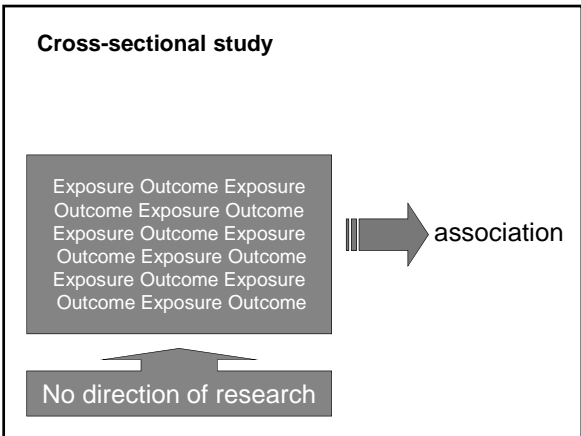 Cross-sectional study
Exposure Outcome Exposure
Outcome Exposure Outcome
Exposure Outcome Exposure
Outcome Exposure Outcome
Exposure Outcome Exposure
Outcome Exposure Outcome
association
No direction of research